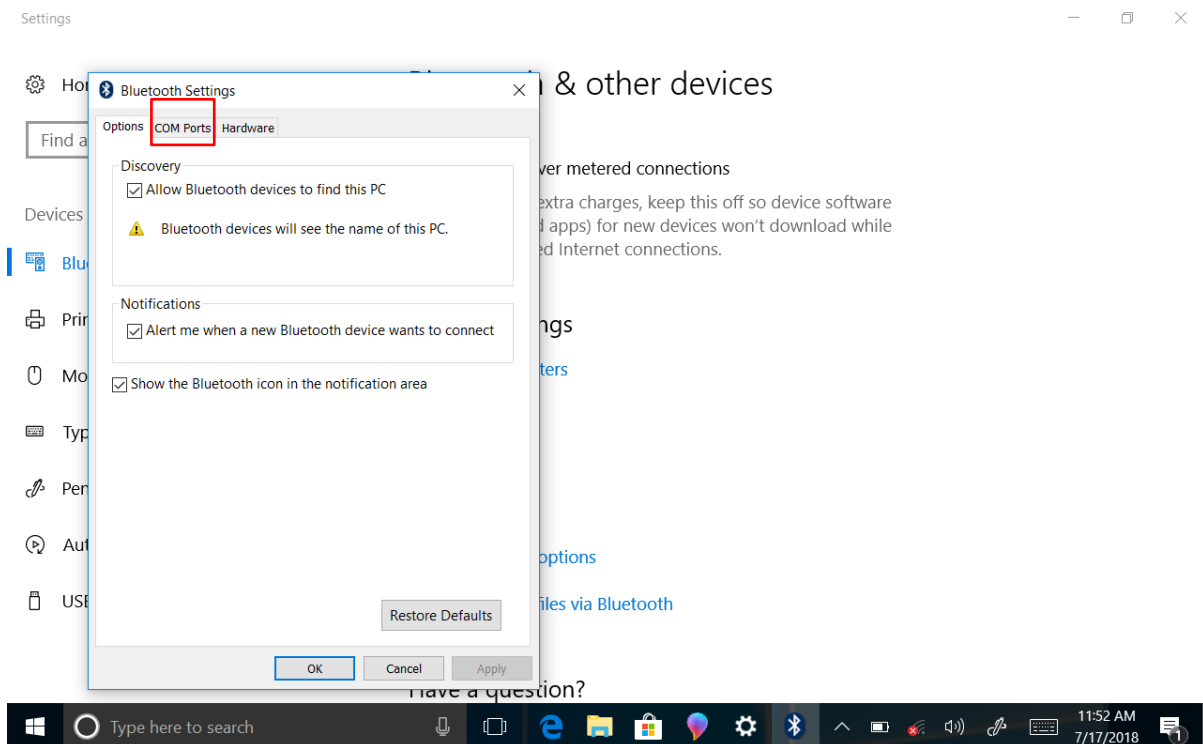 Settings
Bluetooth Settings
Options COM Ports Hardware
Discovery
Allow Bluetooth devices to find this PC
Bluetooth devices will see the name of this PC.
Notifications
Alert me when a new Bluetooth device wants to connect
Show the Bluetooth icon in the notification area
Restore Defaults
OK Cancel Apply
Devices
& other devices
metered connections
extra charges, keep this off so device software
apps) for new devices won't download while
Internet connections.
options
files via Bluetooth
Have a question?
Type here to search
11:52 AM
7/17/2018
1